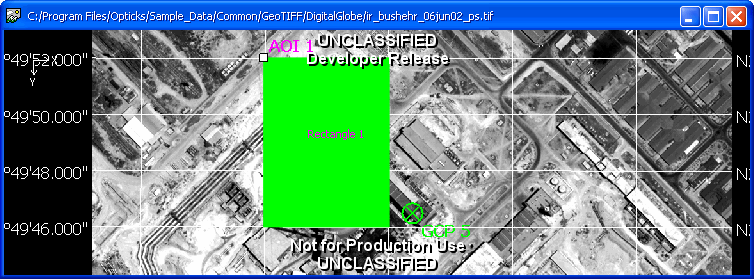 C:/Program Files/Opticks/Sample_Data/Common/GeoTIFF/DigitalGlobe/ir_bushehr_06jun02_ps.tif
UNCLASSIFIED
AOI 1
Developer Release
°49'52.000"
Y
°49'50.000"
Rectangle 1
°49'48.000"
°49'46.000"
Not for Production Use
UNCLASSIFIED